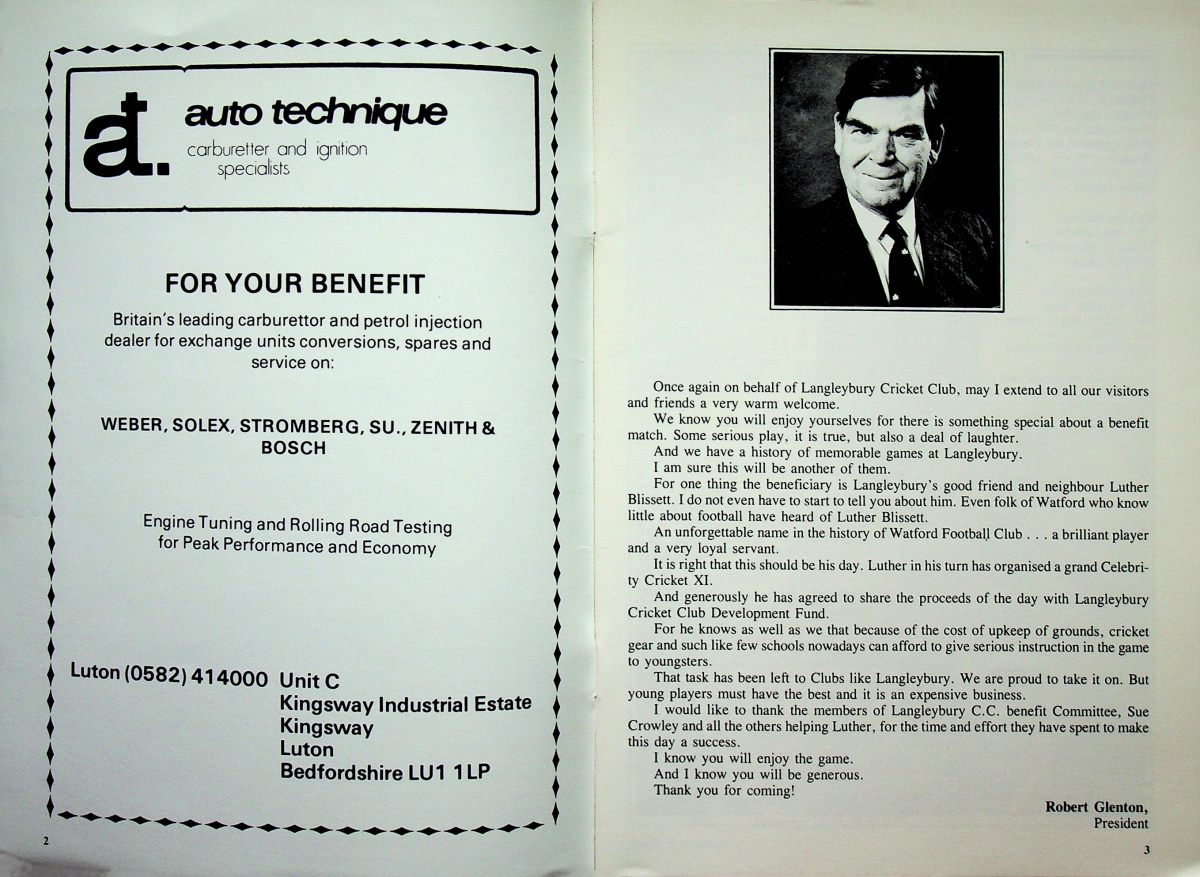 at.
auto technique
carburetter and ignition
specialists
FOR YOUR BENEFIT
Britain's leading carburettor and petrol injection
dealer for exchange units conversions, spares and
service on:
WEBER, SOLEX, STROMBERG, SU., ZENITH &
BOSCH
Engine Tuning and Rolling Road Testing
for Peak Performance and Economy
Luton (0582) 414000 Unit C
Kingsway Industrial Estate
Kingsway
Luton
Bedfordshire LU1 1LP
2
Once again on behalf of Langleybury Cricket Club, may I extend to all our visitors
and friends a very warm welcome.
We know you will enjoy yourselves for there is something special about a benefit
match. Some serious play, it is true, but also a deal of laughter.
And we have a history of memorable games at Langleybury.
I am sure this will be another of them.
For one thing the beneficiary is Langleybury's good friend and neighbour Luther
Blissett. I do not even have to start to tell you about him. Even folk of Watford who know
little about football have heard of Luther Blissett.
An unforgettable name in the history of Watford Football Club . . . a brilliant player
and a very loyal servant.
It is right that this should be his day. Luther in his turn has organised a grand Celebri-
ty Cricket XI.
And generously he has agreed to share the proceeds of the day with Langleybury
Cricket Club Development Fund.
For he knows as well as we that because of the cost of upkeep of grounds, cricket
gear and such like few schools nowadays can afford to give serious instruction in the game
to youngsters.
That task has been left to Clubs like Langleybury. We are proud to take it on. But
young players must have the best and it is an expensive business.
I would like to thank the members of Langleybury C.C. benefit Committee, Sue
Crowley and all the others helping Luther, for the time and effort they have spent to make
this day a success.
I know you will enjoy the game.
And I know you will be generous.
Thank you for coming!
Robert Glenton,
President
3